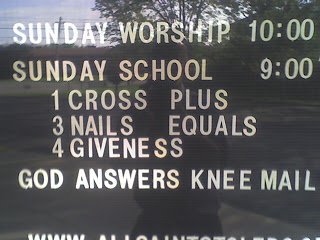 SUNDAY WORSHIP 10:00
SUNDAY SCHOOL 9:00
1 CROSS PLUS
3 NAILS EQUALS
4 GIVENESS
GOD ANSWERS KNEE MAIL